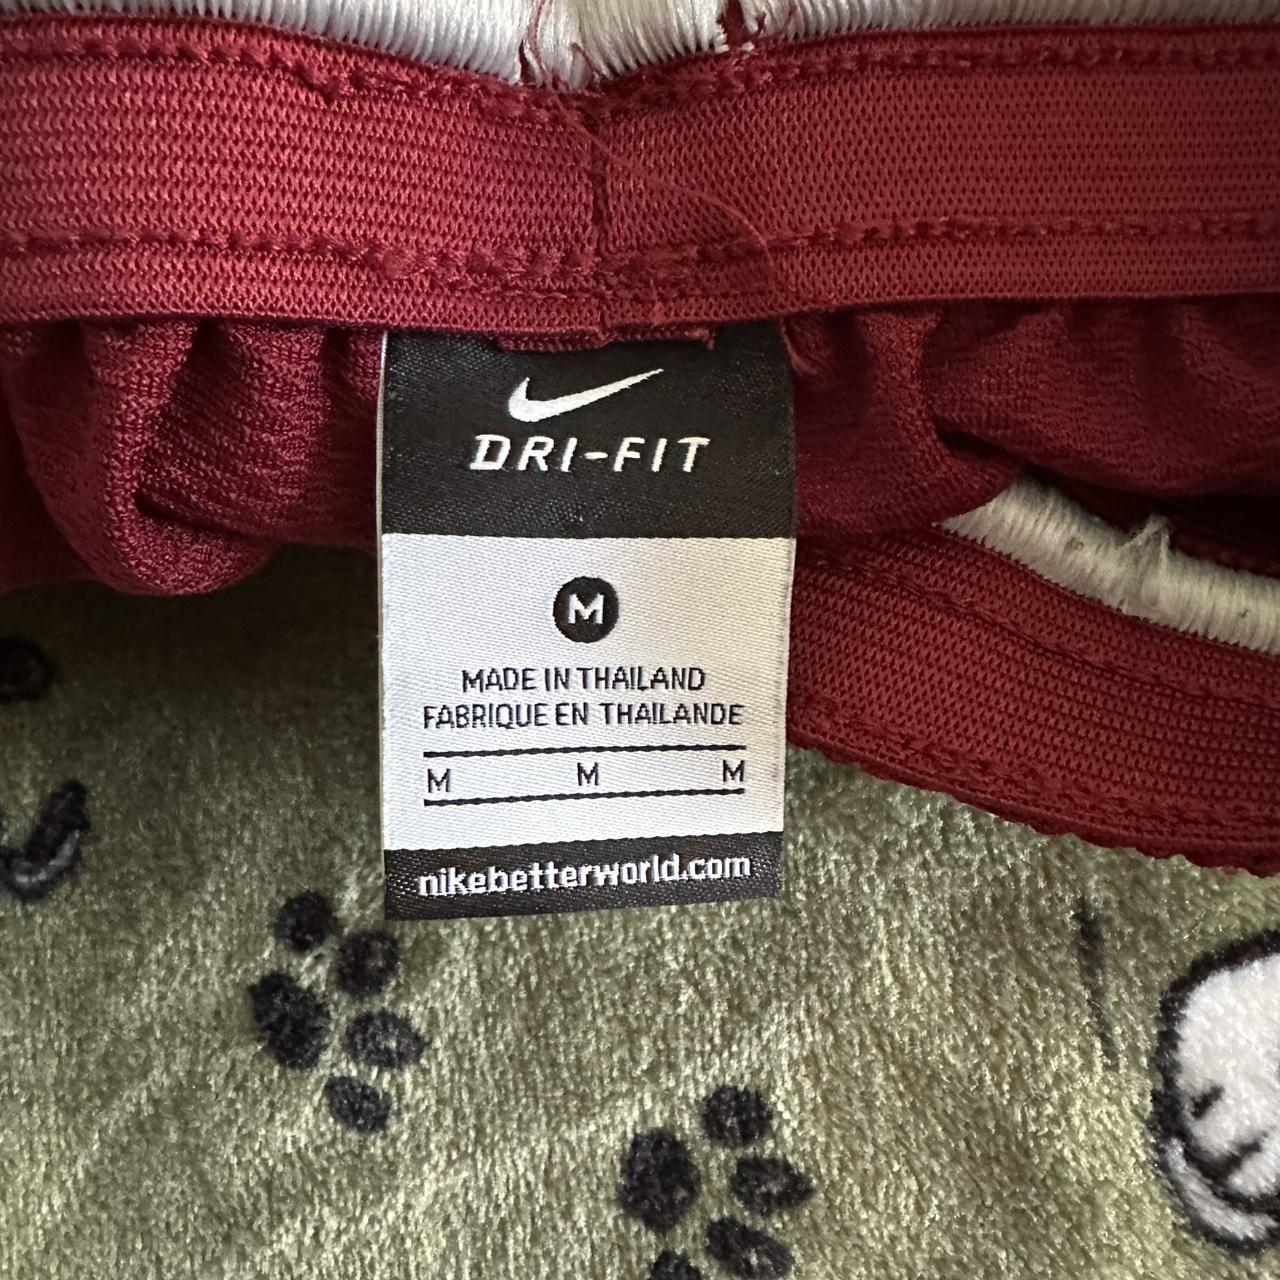 DRI-FIT
M
MADE IN THAILAND
FABRIQUE EN THAILANDE
M M M
nikebetterworld.com